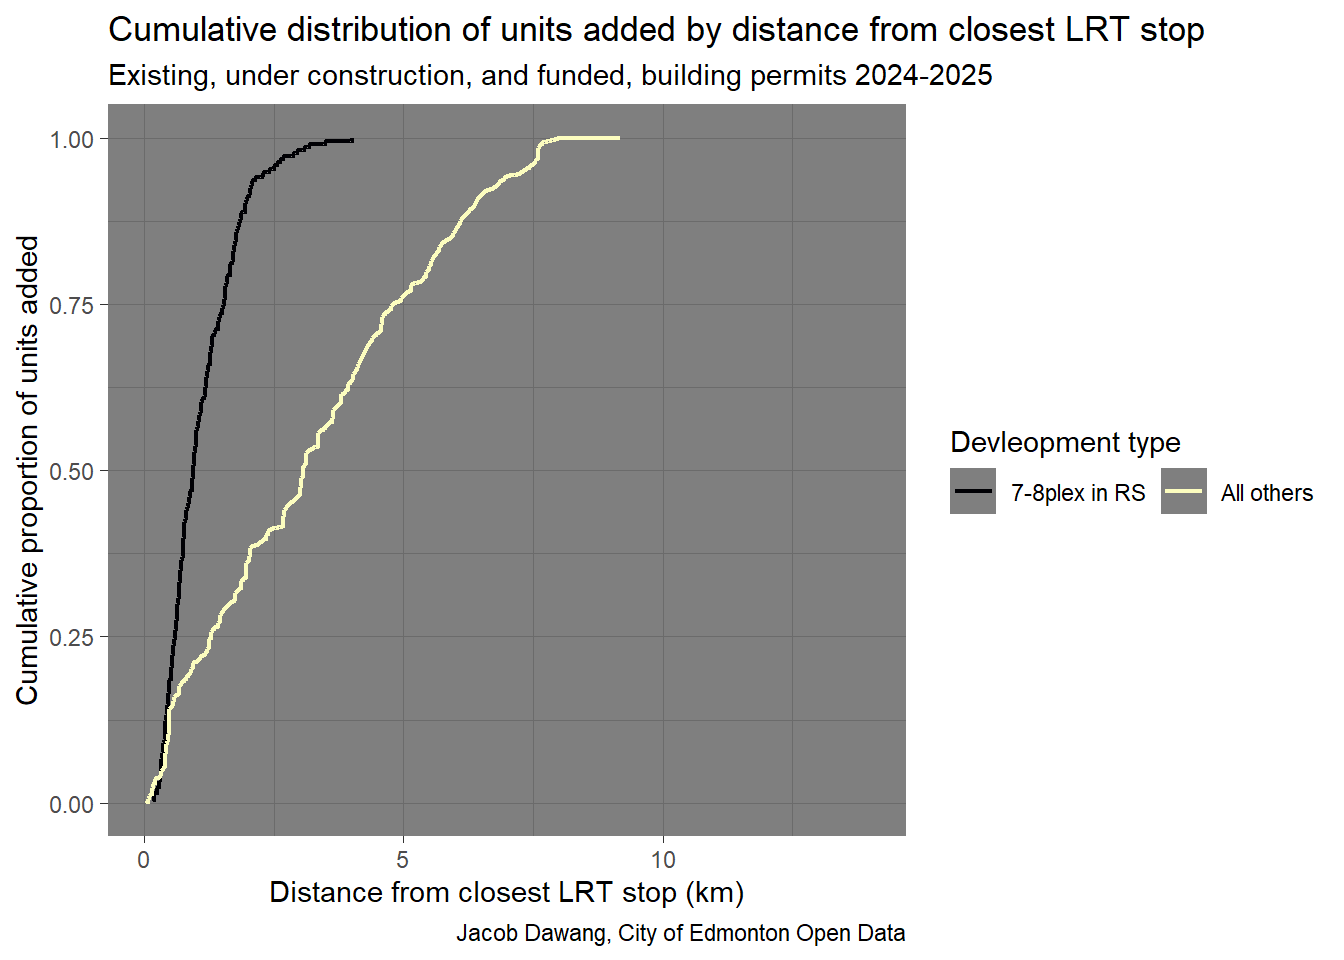 Cumulative distribution of units added by distance from closest LRT stop
Existing, under construction, and funded, building permits 2024-2025
1.00
0.75
0.50
0.25
0.00
Cumulative proportion of units added
0 5 10
Distance from closest LRT stop (km)
Devleopment type
7-8plex in RS All others
Jacob Dawang, City of Edmonton Open Data